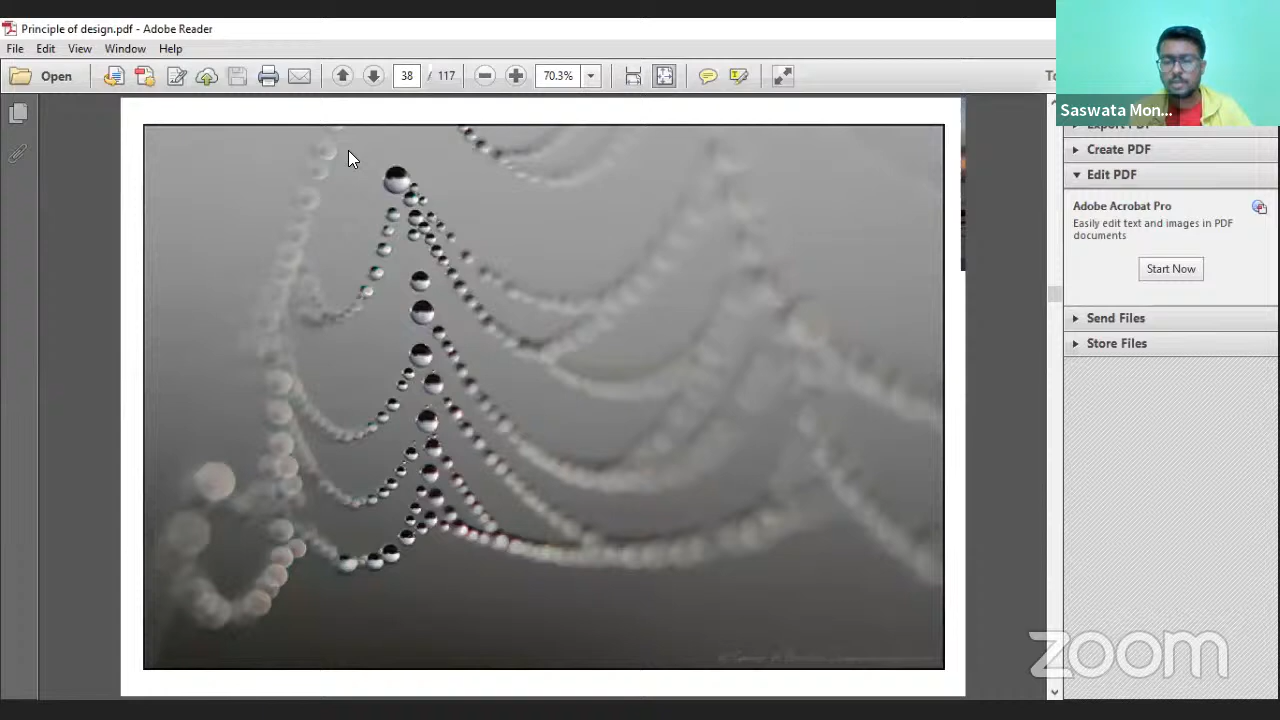 Principle of design.pdf - Adobe Reader
File Edit View Window Help
Open 38 / 117 70.3%
Saswata Mon...
Create PDF
Edit PDF
Adobe Acrobat Pro
Easily edit text and images in PDF
documents
Start Now
Send Files
Store Files
zoom